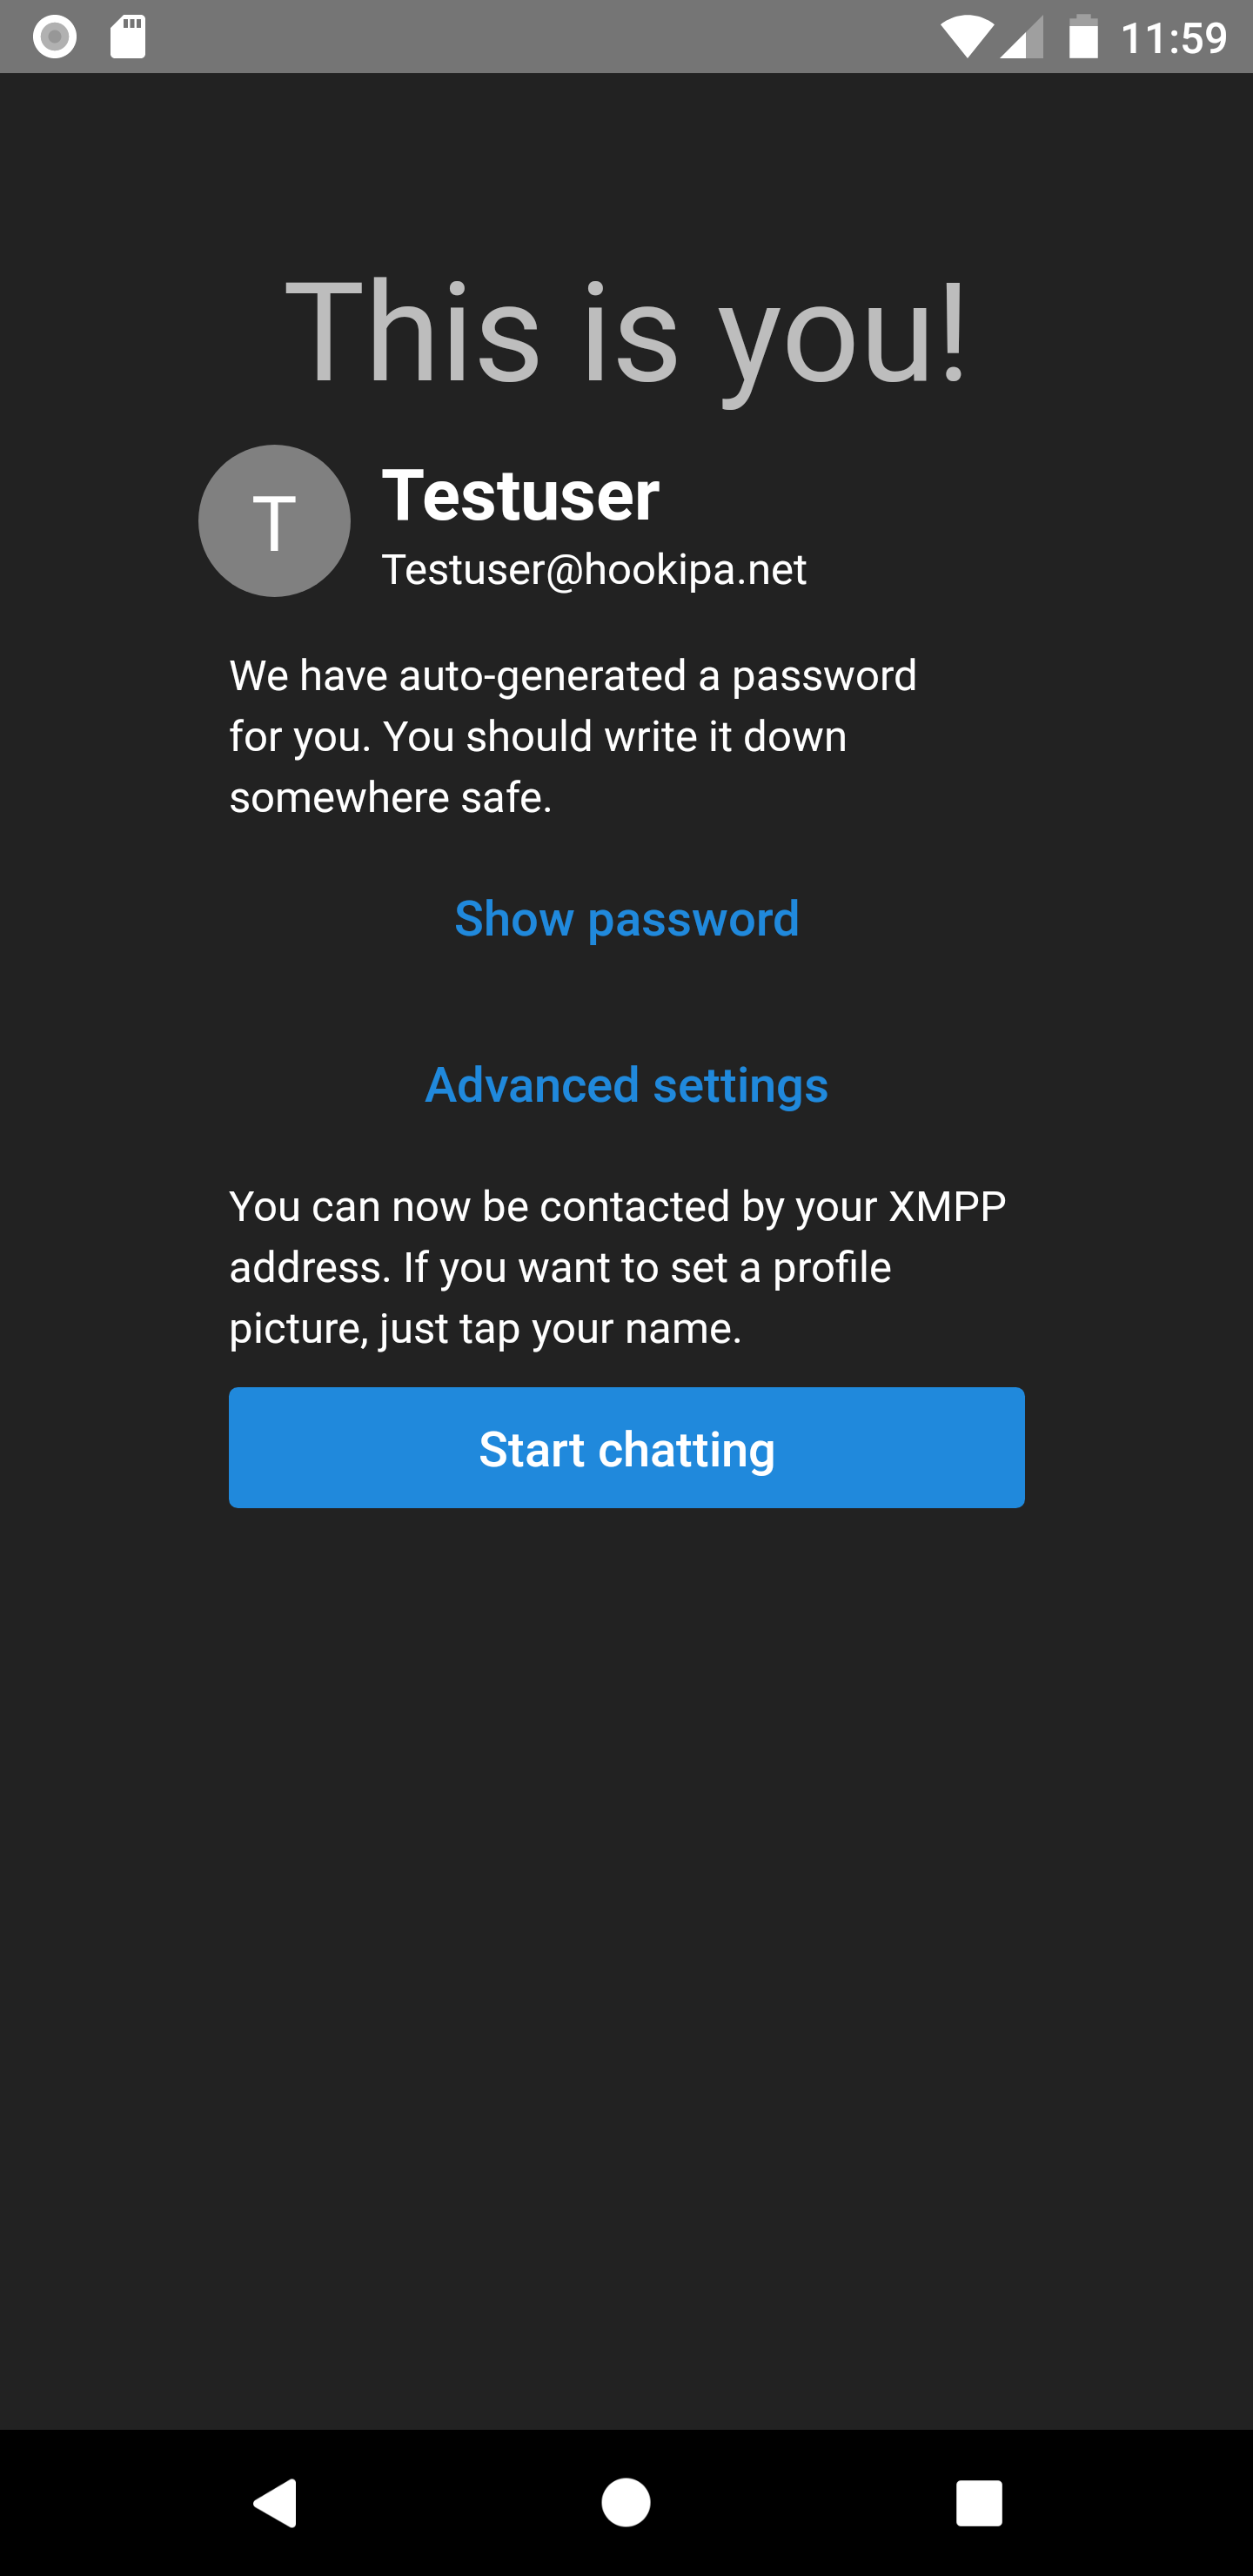 11:59
This is you!
T
Testuser
Testuser@hookipa.net
We have auto-generated a password
for you. You should write it down
somewhere safe.
Show password
Advanced settings
You can now be contacted by your XMPP
address. If you want to set a profile
picture, just tap your name.
Start chatting